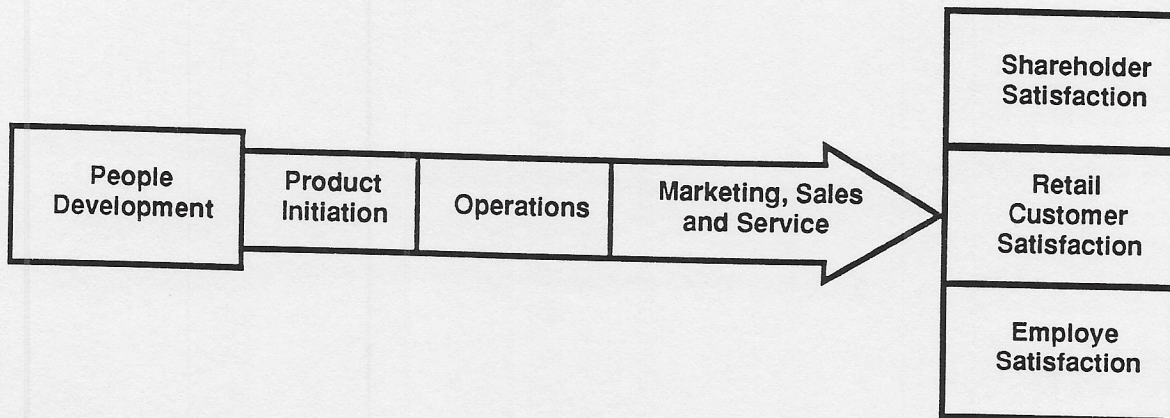 People
Development
Product
Initiation
Operations
Marketing, Sales
and Service
Shareholder
Satisfaction
Retail
Customer
Satisfaction
Employe
Satisfaction